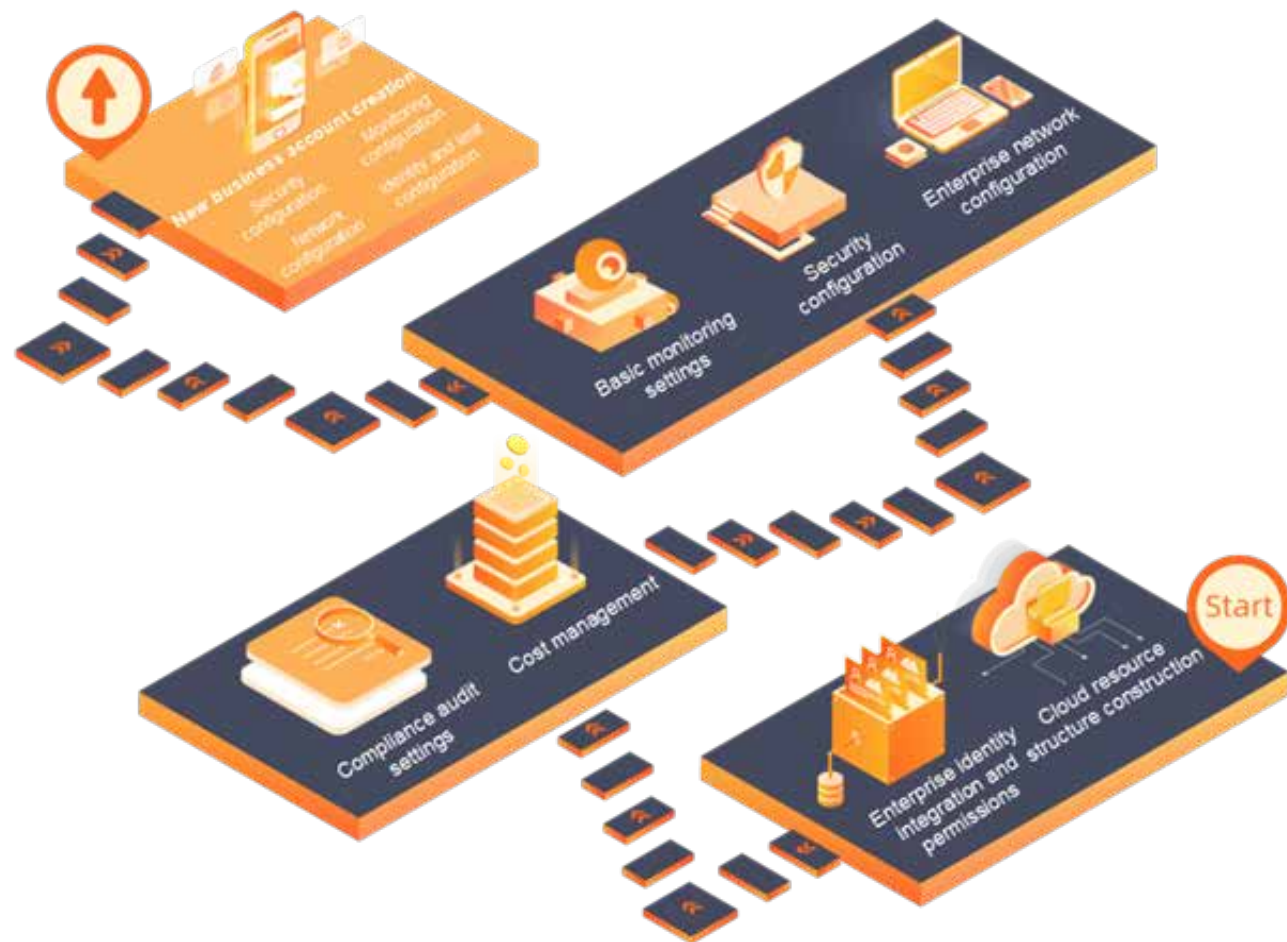 New business account creation
Security
configuration
Monitoring
configuration
Network
configuration
Identity and user
configuration
Enterprise network
configuration
Security
configuration
Basic monitoring
settings
Cost management
Compliance audit
settings
Start
Cloud resource
structure construction
Enterprise identity
integration and
permissions